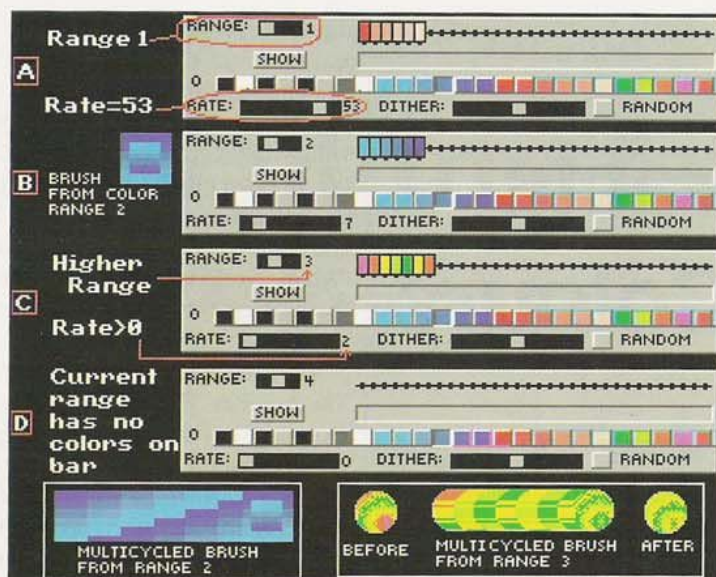 Range 1
A
Rate=53
RANGE: 1
SHOW
0
RATE: 53 DITHER: RANDOM
B
BRUSH
FROM COLOR
RANGE 2
RANGE: 2
SHOW
0
RATE: 7 DITHER: RANDOM
Higher
Range
C
Rate>0
RANGE: 3
SHOW
0
RATE: 2 DITHER: RANDOM
Current
range
has no
colors on
bar
D
RANGE: 4
SHOW
0
RATE: 0 DITHER: RANDOM
MULTICYCLED BRUSH
FROM RANGE 2
BEFORE
MULTICYCLED BRUSH
FROM RANGE 3
AFTER